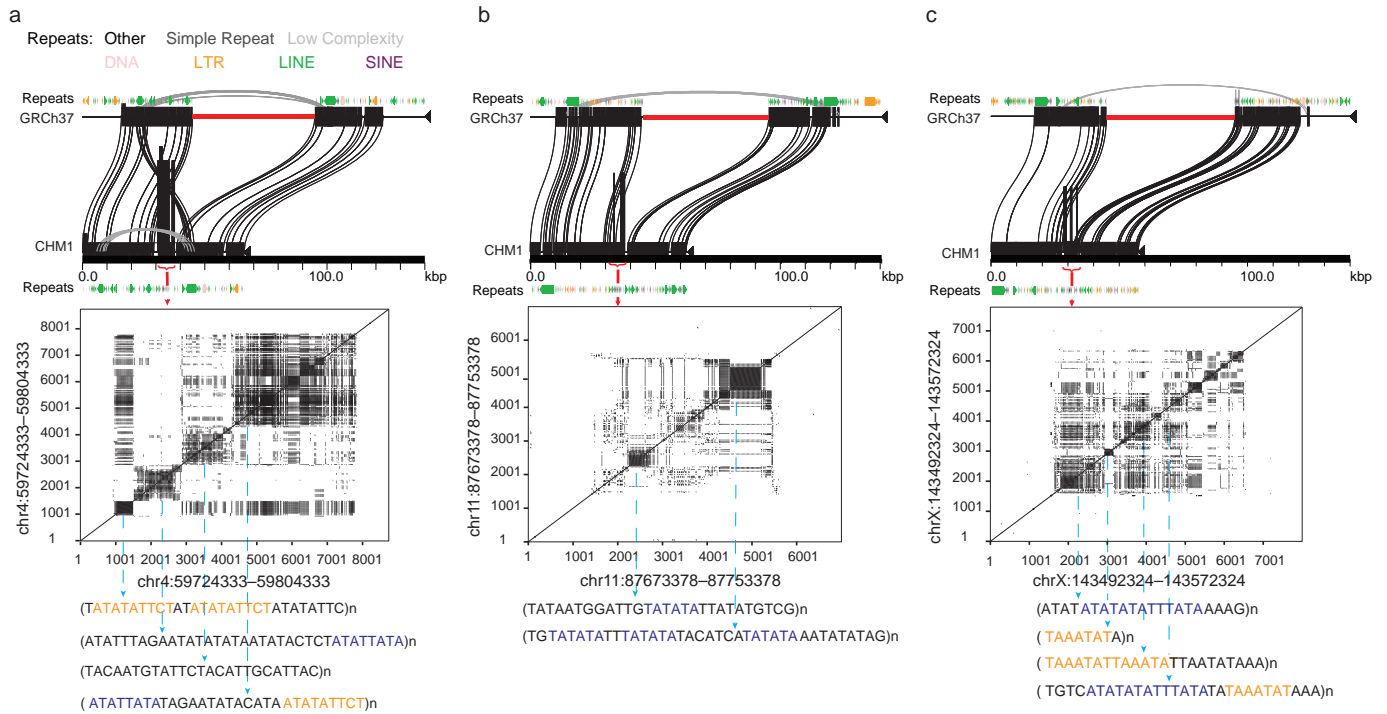 a
b
c
Repeats: Other Simple Repeat Low Complexity
DNA LTR LINE SINE
Repeats
GRCh37
CHM1
0.0 100.0 kbp
Repeats
8001
7001
6001
5001
4001
3001
2001
1001
1
chr4:59724333–59804333
1 1001 2001 3001 4001 5001 6001 7001 8001
chr4:59724333–59804333
(TATATATTCTATATATATTCTATATATTC)n
(ATATTTAGAATATATATAATATACTCTATATTATA)n
(TACAATGTATTCTACATTGCATTAC)n
(ATATTATATAGAATATACATAATATATTCT)n
Repeats
GRCh37
CHM1
0.0 100.0 kbp
Repeats
6001
5001
4001
3001
2001
1001
1
chr11:87673378–87753378
1 1001 2001 3001 4001 5001 6001
chr11:87673378–87753378
(TATAATGGATTGTATATATTATATGTCG)n
(TGTATATATTTATATATACATCATATATAAATATATAG)n
Repeats
GRCh37
CHM1
0.0 100.0 kbp
Repeats
7001
6001
5001
4001
3001
2001
1001
1
chrX:143492324–143572324
1 1001 2001 3001 4001 5001 6001 7001
chrX:143492324–143572324
(ATATATATATATTTATAAAAG)n
(TAAATATA)n
(TAAATATTAAATATTAATATAAA)n
(TGTCATATATATTTATATATAAATATAAA)n